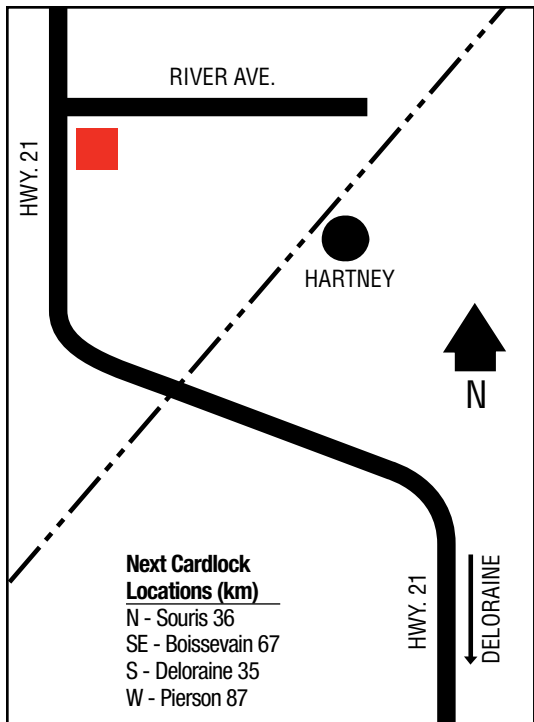 RIVER AVE.
HWY. 21
HARTNEY
N
Next Cardlock
Locations (km)
N - Souris 36
SE - Boissevain 67
S - Deloraine 35
W - Pierson 87
HWY. 21
DELORAINE